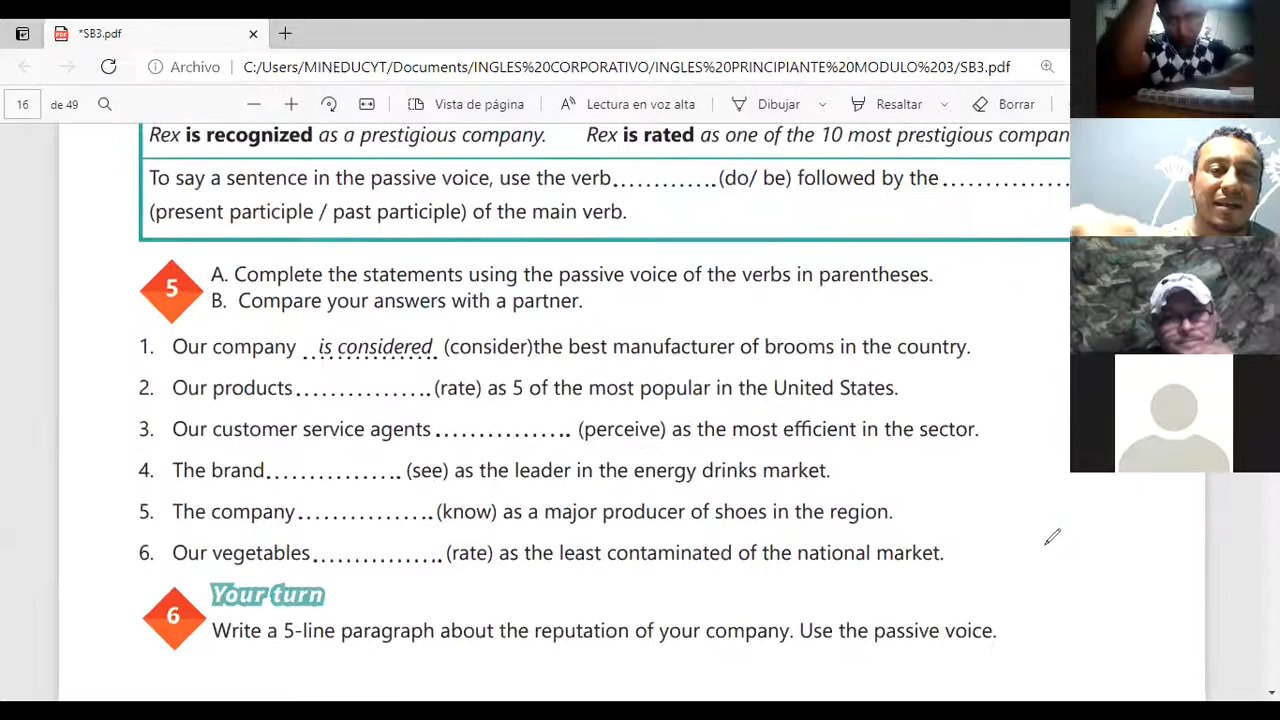 *SB3.pdf
Archivo C:/Users/MINEDUCYT/Documents/INGLES%20CORPORATIVO/INGLES%20PRINCIPIANTE%20MODULO%203/SB3.pdf
16 de 49 Vista de página Lectura en voz alta Dibujar Resaltar Borrar
Rex is recognized as a prestigious company. Rex is rated as one of the 10 most prestigious compan
To say a sentence in the passive voice, use the verb............(do/ be) followed by the ............
(present participle / past participle) of the main verb.
5 A. Complete the statements using the passive voice of the verbs in parentheses.
B. Compare your answers with a partner.
1. Our company ..is considered. (consider)the best manufacturer of brooms in the country.
2. Our products................(rate) as 5 of the most popular in the United States.
3. Our customer service agents ................ (perceive) as the most efficient in the sector.
4. The brand................ (see) as the leader in the energy drinks market.
5. The company................(know) as a major producer of shoes in the region.
6. Our vegetables................(rate) as the least contaminated of the national market.
6 Your turn
Write a 5-line paragraph about the reputation of your company. Use the passive voice.